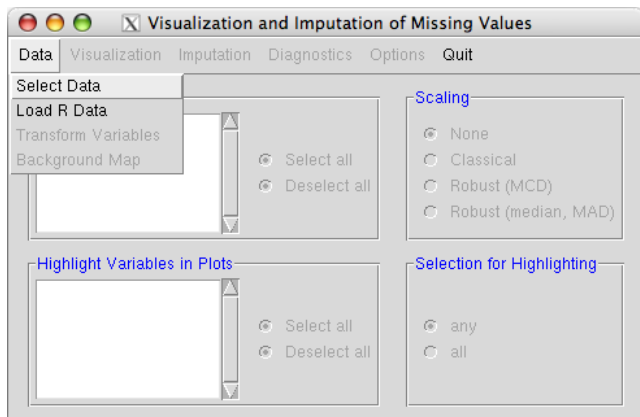 X Visualization and Imputation of Missing Values
Data Visualization Imputation Diagnostics Options Quit
Select Data
Load R Data
Transform Variables
Background Map
Select all
Deselect all
Scaling
None
Classical
Robust (MCD)
Robust (median, MAD)
Highlight Variables in Plots
Select all
Deselect all
Selection for Highlighting
any
all